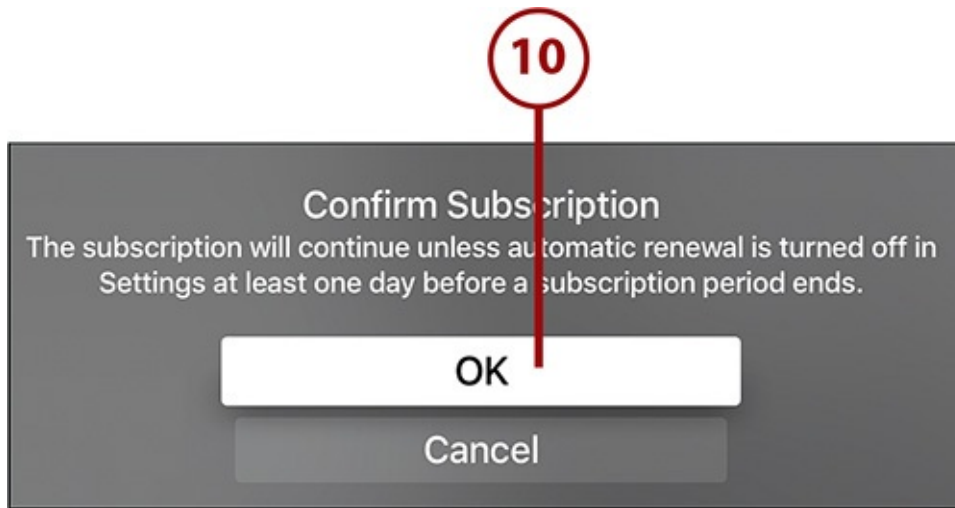 10
Confirm Subscription
The subscription will continue unless automatic renewal is turned off in
Settings at least one day before a subscription period ends.
OK
Cancel